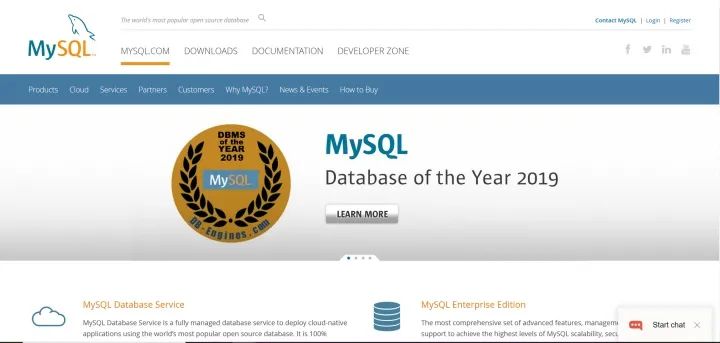 MySQL
The world's most popular open source database
Contact MySQL | Login | Register
MYSQL.COM DOWNLOADS DOCUMENTATION DEVELOPER ZONE
Products Cloud Services Partners Customers Why MySQL? News & Events How to Buy
DBMS
of the
YEAR
2019
MySQL
DB-Engines.com
MySQL
Database of the Year 2019
LEARN MORE
MySQL Database Service
MySQL Database Service is a fully managed database service to deploy cloud-native
applications using the world's most popular open source database. It is 100%
MySQL Enterprise Edition
The most comprehensive set of advanced features, manageme
support to achieve the highest levels of MySQL scalability, secu
Start chat